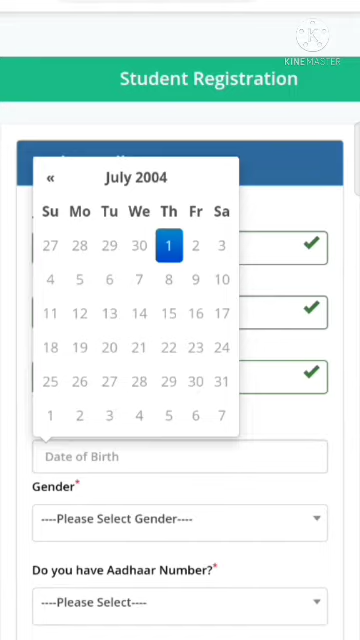 KINEMASTER
Student Registration
« July 2004
Su Mo Tu We Th Fr Sa
27 28 29 30 1 2 3
4 5 6 7 8 9 10
11 12 13 14 15 16 17
18 19 20 21 22 23 24
25 26 27 28 29 30 31
1 2 3 4 5 6 7
Date of Birth
Gender*
----Please Select Gender----
Do you have Aadhaar Number?*
----Please Select----